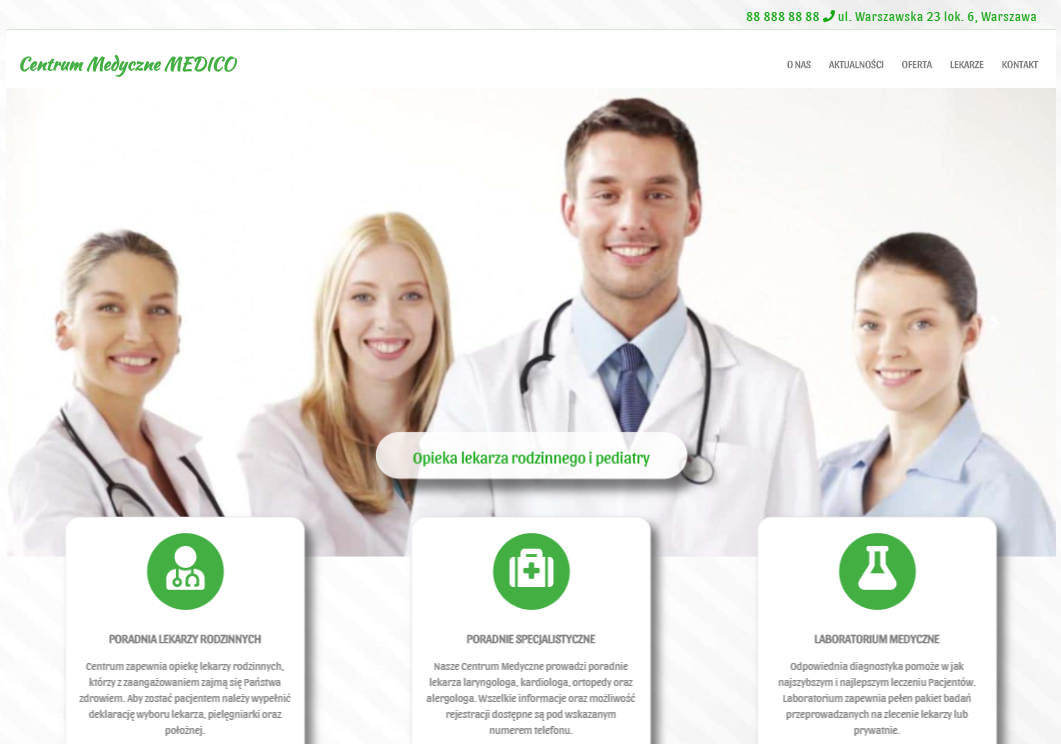 88 888 88 88 ul. Warszawska 23 lok. 6, Warszawa
Centrum Medyczne MEDICO
O NAS AKTUALNOŚCI OFERTA LEKARZE KONTAKT
Opieka lekarza rodzinnego i pediatry
PORADNIA LEKARZY RODZINNYCH
Centrum zapewnia opiekę lekarzy rodzinnych,
którzy z zaangażowaniem zajmą się Państwa
zdrowiem. Aby zostać pacjentem należy wypełnić
deklarację wyboru lekarza, pielęgniarki oraz
położnej.
PORADNIE SPECJALISTYCZNE
Nasze Centrum Medyczne prowadzi poradnie
lekarza laryngologa, kardiologa, ortopedy oraz
alergologa. Wszelkie informacje oraz możliwość
rejestracji dostępne są pod wskazanym
numerem telefonu.
LABORATORIUM MEDYCZNE
Odpowiednia diagnostyka pomoże w jak
najszybszym i najlepszym leczeniu Pacjentów.
Laboratorium zapewnia pełen pakiet badań
przeprowadzanych na zlecenie lekarzy lub
prywatnie.